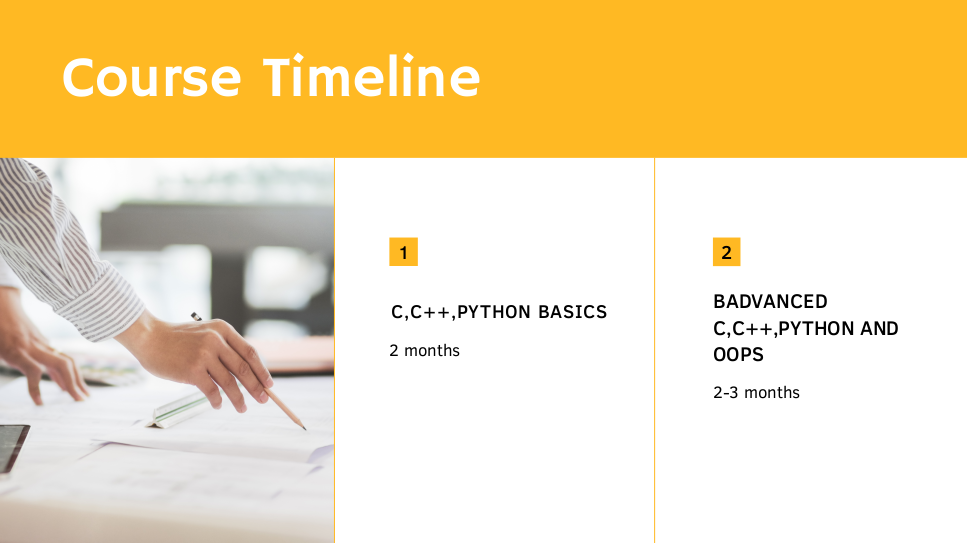 Course Timeline
1
C,C++,PYTHON BASICS
2 months
2
BADVANCED
C,C++,PYTHON AND
OOPS
2-3 months